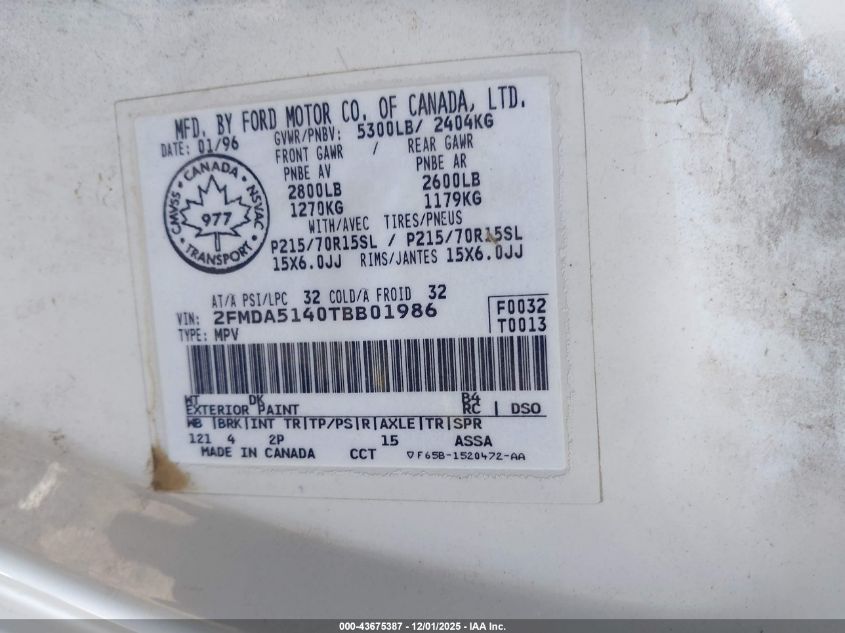 MFD. BY FORD MOTOR CO. OF CANADA, LTD.
DATE: 01/96 GVWR/PNBV: 5300LB/ 2404KG
FRONT GAWR / REAR GAWR
PNBE AV PNBE AR
2800LB 2600LB
1270KG 1179KG
WITH/AVEC TIRES/PNEUS
P215/70R15SL / P215/70R15SL
15X6.0JJ RIMS/JANTES 15X6.0JJ
CANADA
CMVSS NSVAC
977
TRANSPORT
AT/A PSI/LPC 32 COLD/A FROID 32
VIN: 2FMDA5140TBB01986
TYPE: MPV
F0032
T0013
WT DK B4
EXTERIOR PAINT RC DSO
WB BRK INT TR TP/PS R AXLE TR SPR
121 4 2P 15 ASSA
MADE IN CANADA CCT F65B-1520472-AA
000-43675387 - 12/01/2025 - IAA Inc.